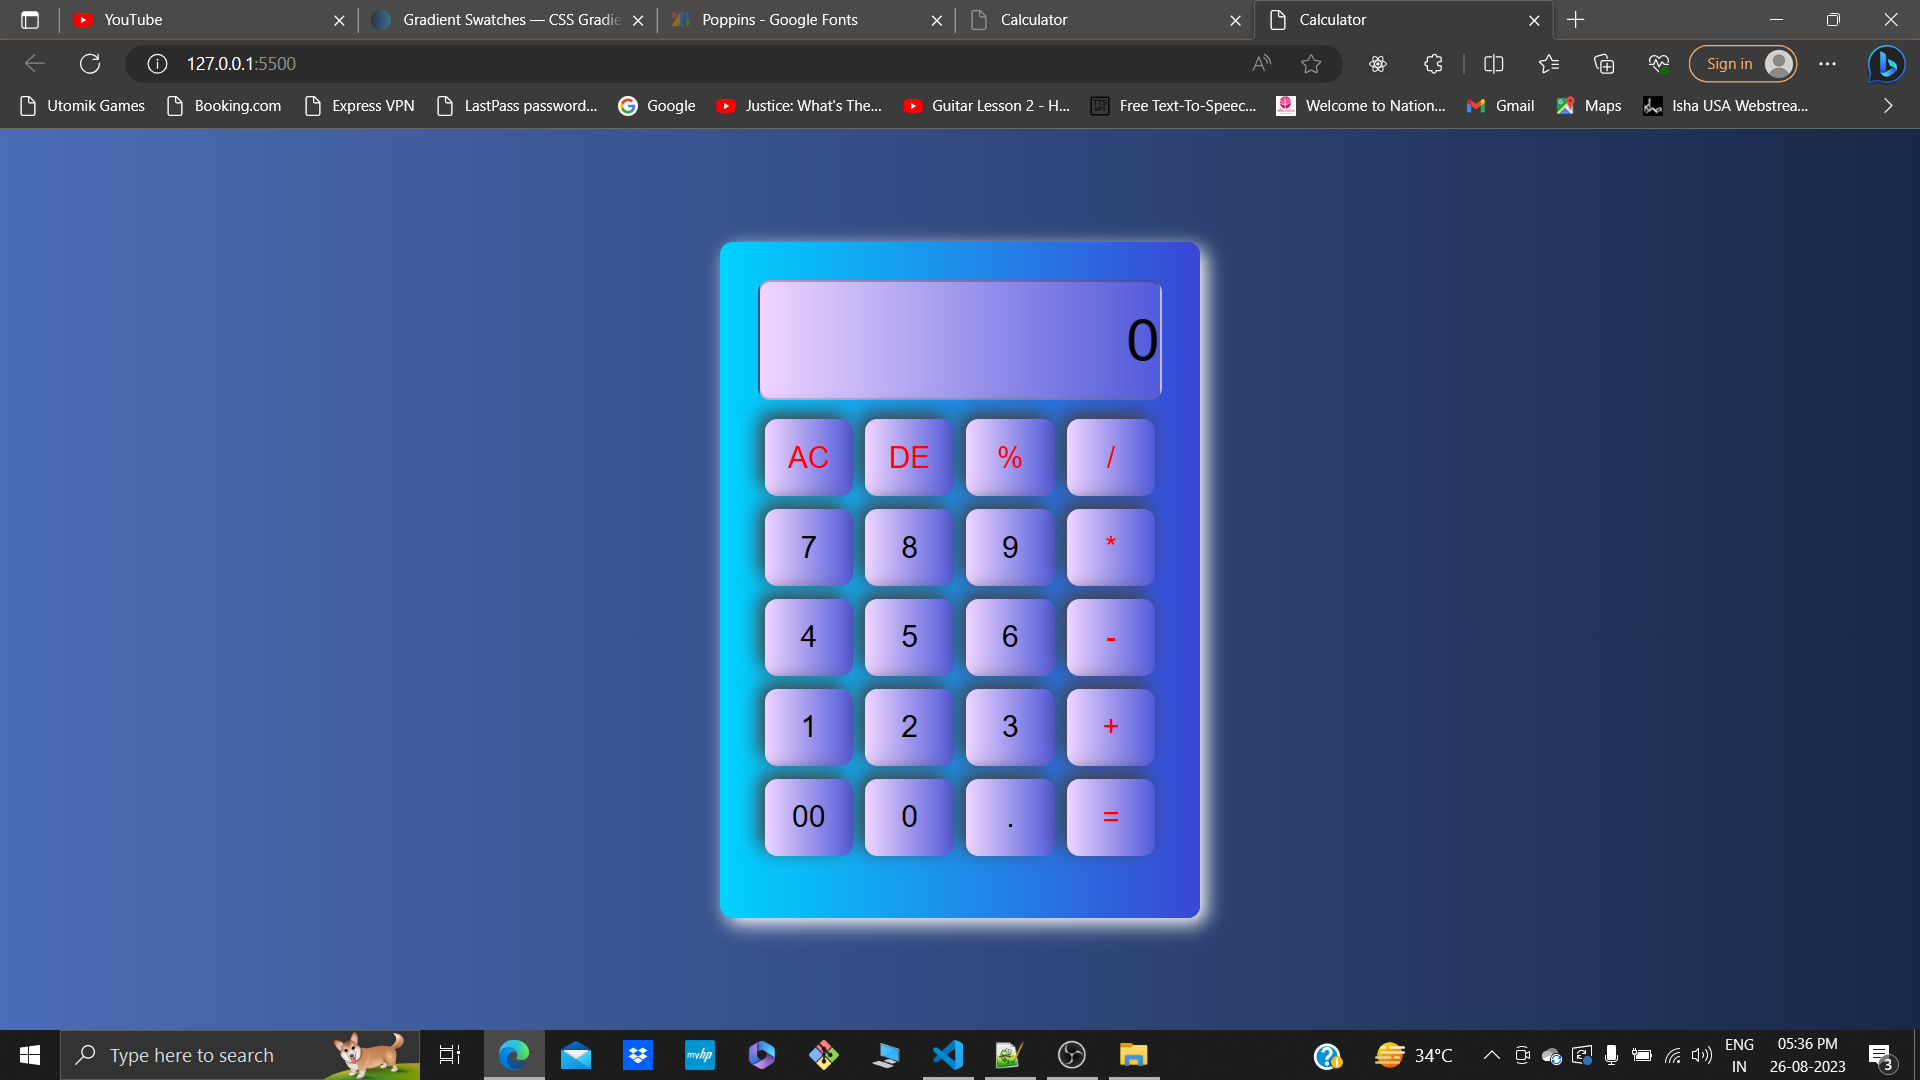 YouTube
Gradient Swatches — CSS Gradie
Poppins - Google Fonts
Calculator
Calculator
127.0.0.1:5500
Sign in
Utomik Games
Booking.com
Express VPN
LastPass password...
Google
Justice: What's The...
Guitar Lesson 2 - H...
Free Text-To-Speec...
Welcome to Nation...
Gmail
Maps
Isha USA Webstrea...
0
AC DE % /
7 8 9 *
4 5 6 -
1 2 3 +
00 0 . =
Type here to search
myhp
34°C
ENG
IN
05:36 PM
26-08-2023
3